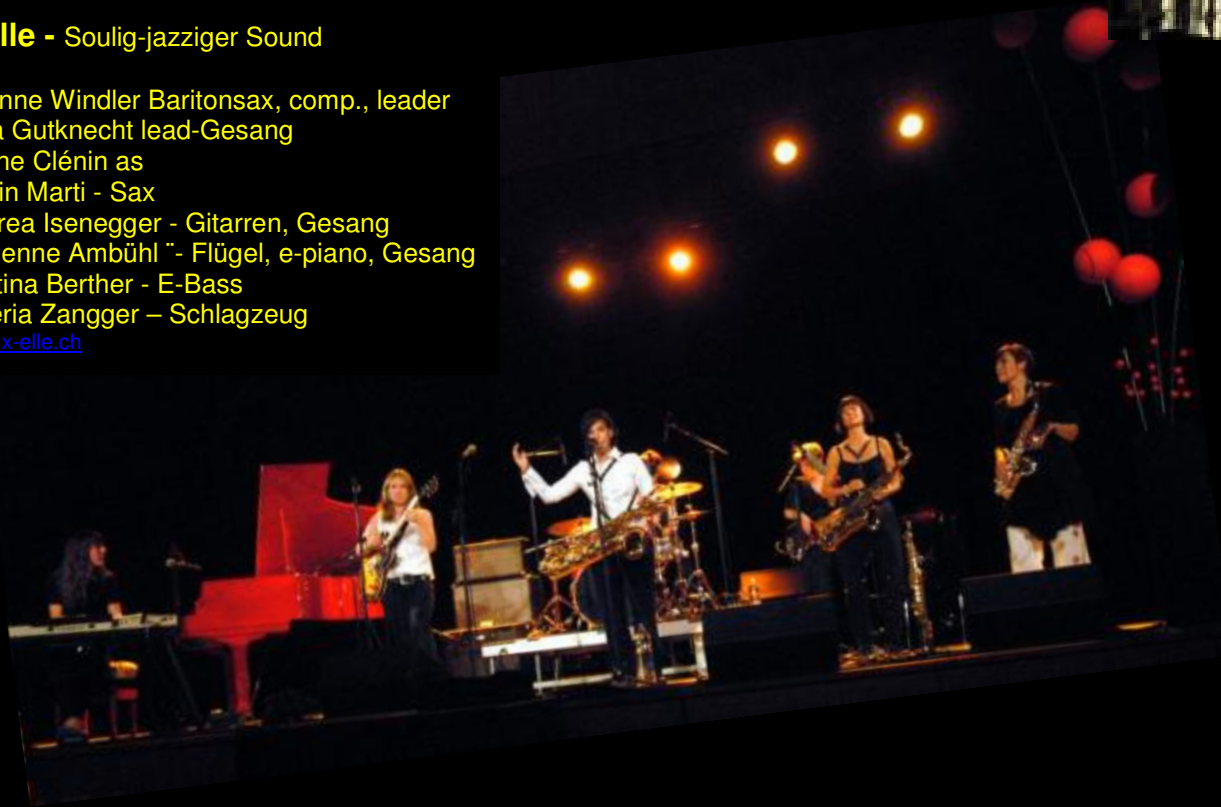 lle - Soulig-jazziger Sound
nne Windler Baritonsax, comp., leader
a Gutknecht lead-Gesang
ne Clénin as
in Marti - Sax
rea Isenegger - Gitarren, Gesang
enne Ambühl ¨- Flügel, e-piano, Gesang
tina Berther - E-Bass
eria Zangger – Schlagzeug
x-elle.ch